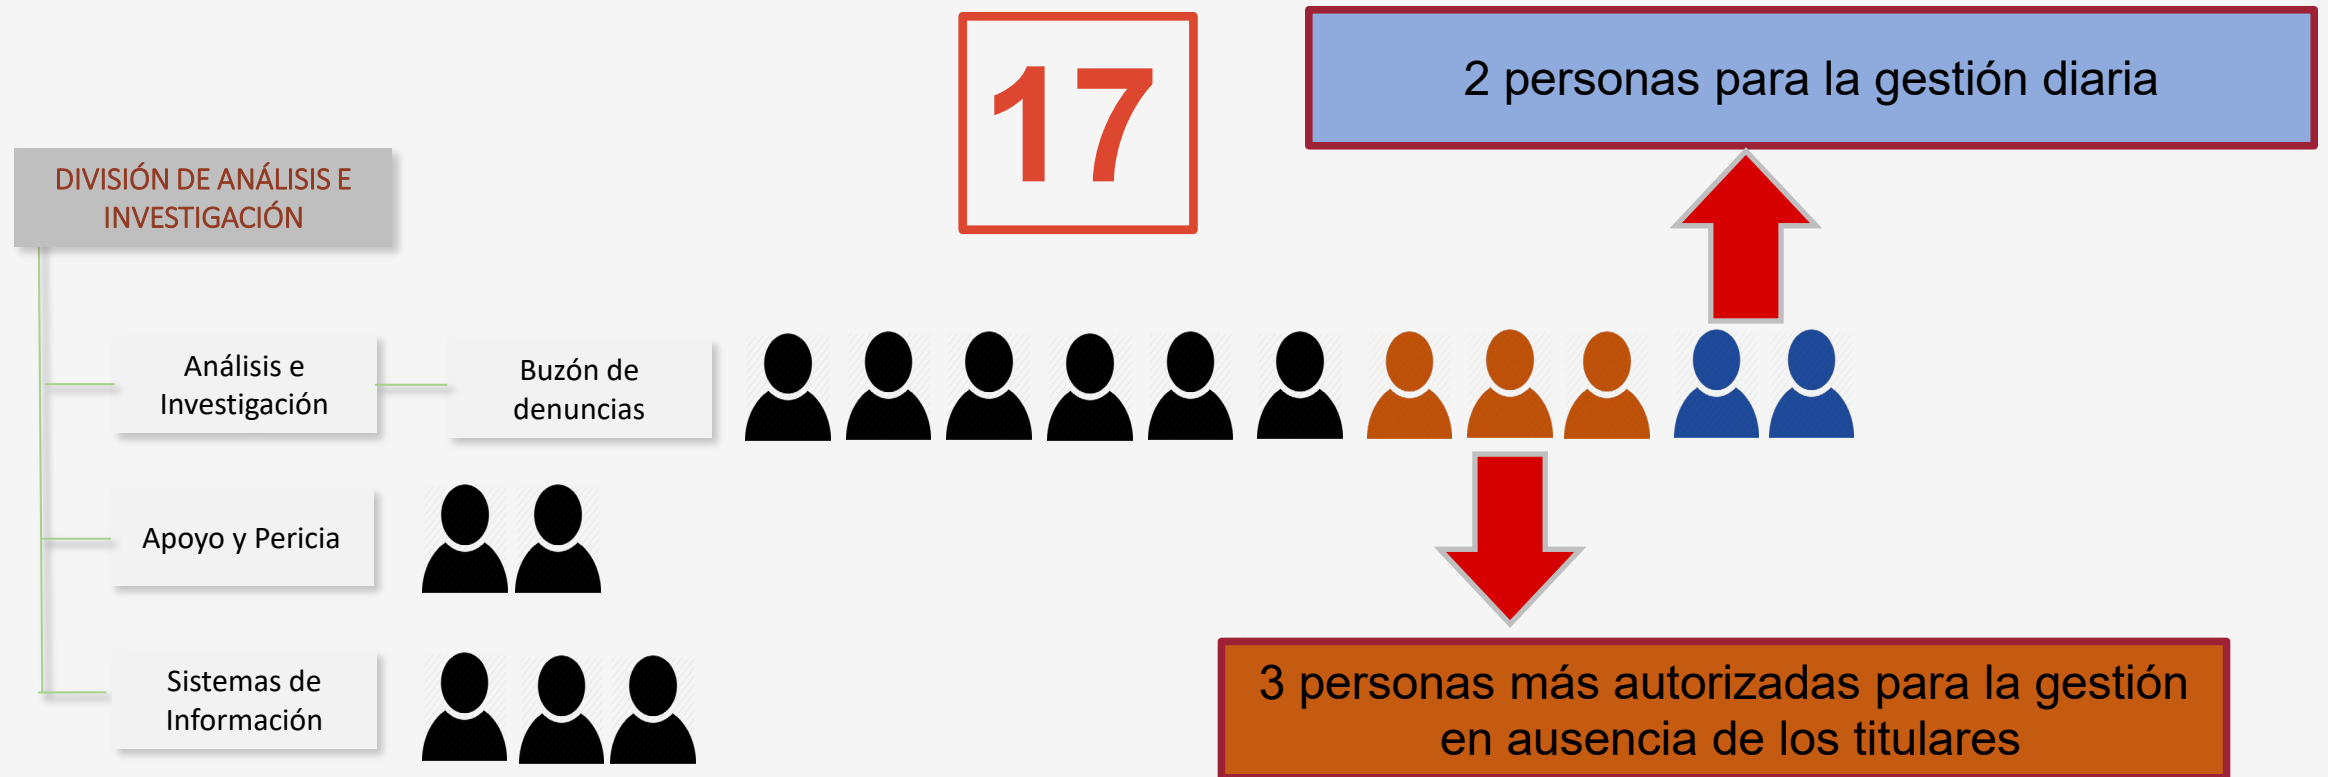 17
2 personas para la gestión diaria
DIVISIÓN DE ANÁLISIS E
INVESTIGACIÓN
Análisis e
Investigación
Buzón de
denuncias
Apoyo y Pericia
Sistemas de
Información
3 personas más autorizadas para la gestión
en ausencia de los titulares